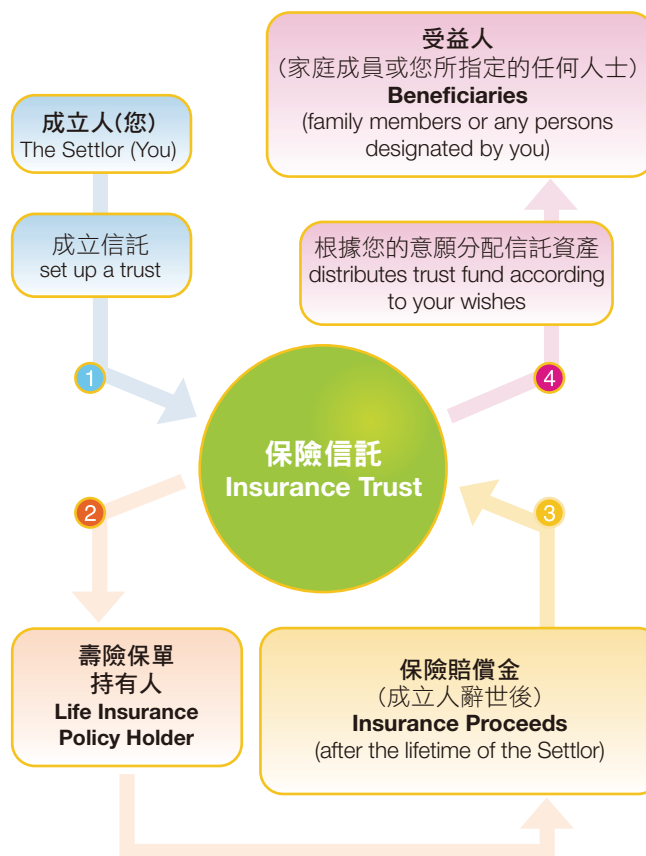 成立人(您)
The Settlor (You)
成立信託
set up a trust
1
保險信託
Insurance Trust
2
壽險保單
持有人
Life Insurance
Policy Holder
保險賠償金
（成立人辭世後）
Insurance Proceeds
(after the lifetime of the Settlor)
3
4
根據您的意願分配信託資產
distributes trust fund according
to your wishes
受益人
（家庭成員或您所指定的任何人士）
Beneficiaries
(family members or any persons
designated by you)